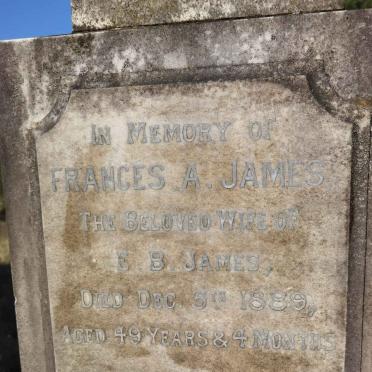 IN MEMORY OF
FRANCES A. JAMES,
THE BELOVED WIFE OF
E. B. JAMES,
DIED DEC. 5TH 1889,
AGED 49 YEARS & 4 MONTHS